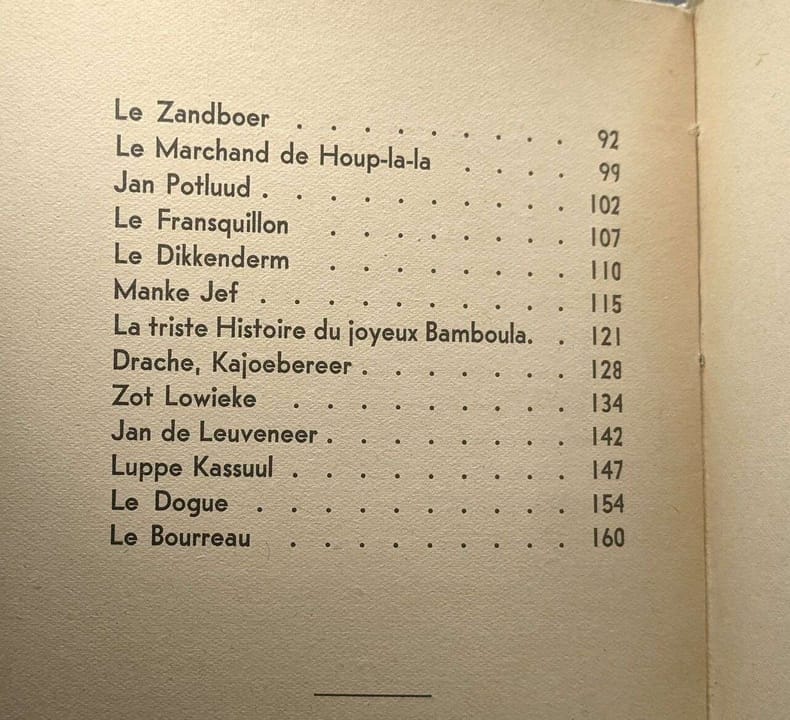 Le Zandboer . . . . . . . . . 92
Le Marchand de Houp-la-la . . . . 99
Jan Potluud . . . . . . . . . . 102
Le Fransquillon . . . . . . . . 107
Le Dikkenderm . . . . . . . . 110
Manke Jef . . . . . . . . . . 115
La triste Histoire du joyeux Bamboula. . 121
Drache, Kajoebereer . . . . . . . 128
Zot Lowieke . . . . . . . . . 134
Jan de Leuveneer . . . . . . . . 142
Luppe Kassuul . . . . . . . . . 147
Le Dogue . . . . . . . . . . 154
Le Bourreau . . . . . . . . . 160